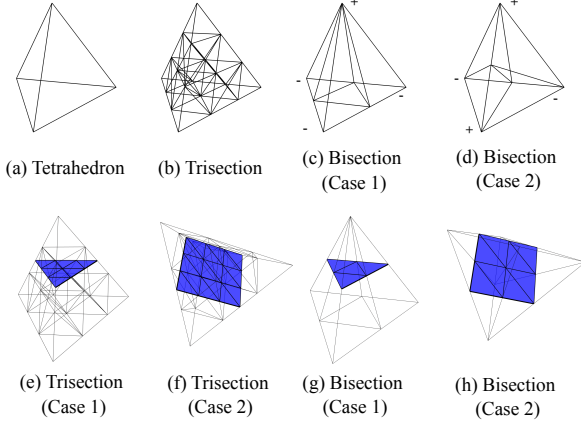 +
+
-
-
-
-
-
+
(a) Tetrahedron
(b) Trisection
(c) Bisection
(Case 1)
(d) Bisection
(Case 2)
(e) Trisection
(Case 1)
(f) Trisection
(Case 2)
(g) Bisection
(Case 1)
(h) Bisection
(Case 2)